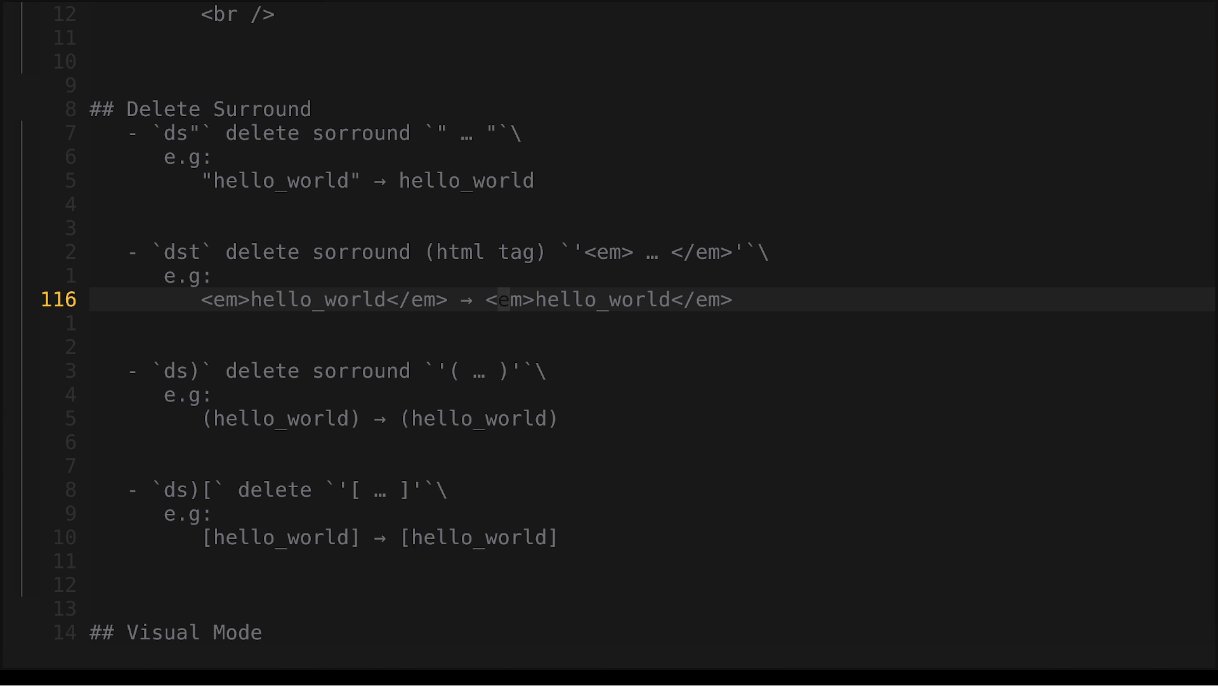 12 <br />
11
10
9
8 ## Delete Surround
7 - `ds"` delete sorround `" … "`\
6 e.g:
5 "hello_world" → hello_world
4
3
2 - `dst` delete sorround (html tag) `'<em> … </em>'`\
1 e.g:
116 <em>hello_world</em> → <em>hello_world</em>
1
2
3 - `ds)` delete sorround `'( … )'`\
4 e.g:
5 (hello_world) → (hello_world)
6
7
8 - `ds)[` delete `'[ … ]'`\
9 e.g:
10 [hello_world] → [hello_world]
11
12
13
14 ## Visual Mode